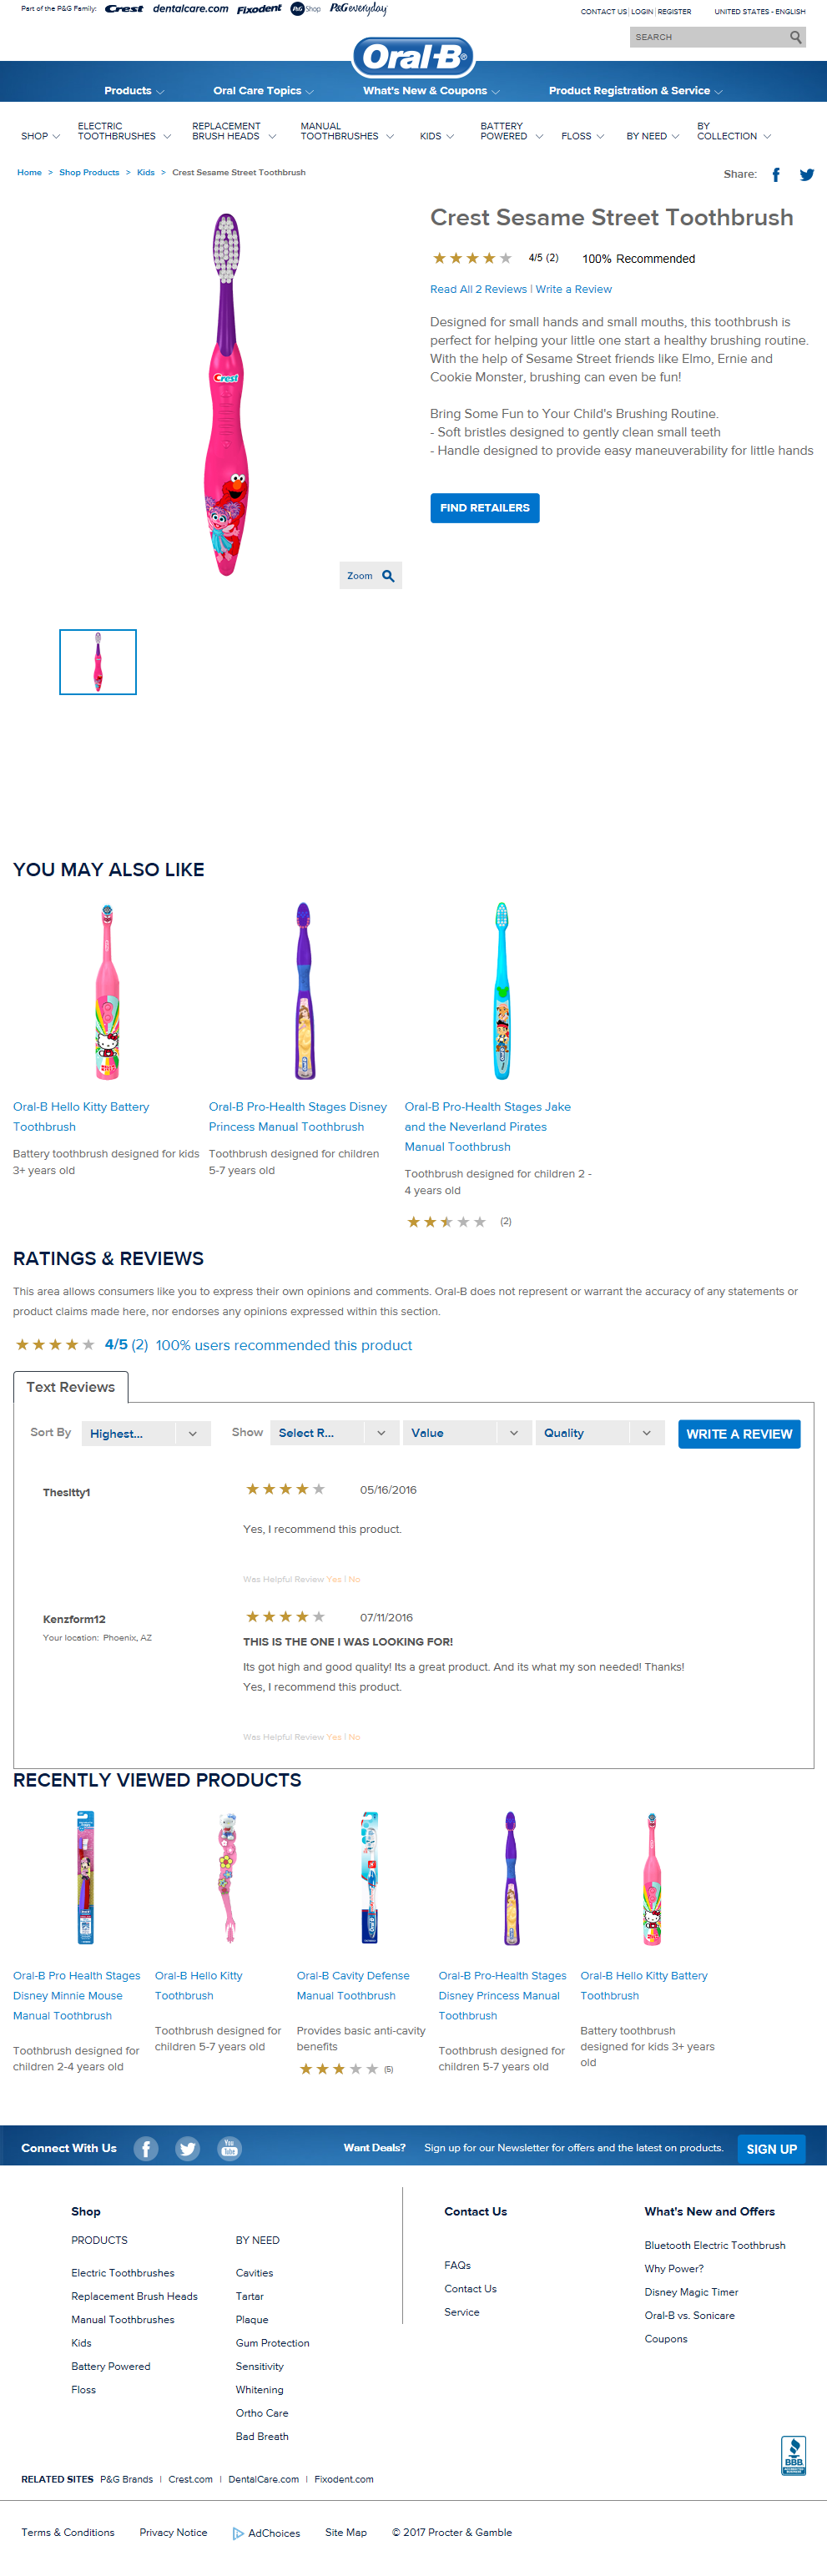 Part of the P&G Family: Crest dentalcare.com Fixodent P&G Shop P&G everyday
CONTACT US | LOGIN | REGISTER UNITED STATES - ENGLISH
SEARCH
Oral-B
Products Oral Care Topics What's New & Coupons Product Registration & Service
SHOP ELECTRIC TOOTHBRUSHES REPLACEMENT BRUSH HEADS MANUAL TOOTHBRUSHES KIDS BATTERY POWERED FLOSS BY NEED BY COLLECTION
Home > Shop Products > Kids > Crest Sesame Street Toothbrush
Share:
Crest Sesame Street Toothbrush
4/5 (2) 100% Recommended
Read All 2 Reviews | Write a Review
Designed for small hands and small mouths, this toothbrush is
perfect for helping your little one start a healthy brushing routine.
With the help of Sesame Street friends like Elmo, Ernie and
Cookie Monster, brushing can even be fun!
Bring Some Fun to Your Child's Brushing Routine.
- Soft bristles designed to gently clean small teeth
- Handle designed to provide easy maneuverability for little hands
FIND RETAILERS
Crest
Zoom
YOU MAY ALSO LIKE
Oral-B Hello Kitty Battery
Toothbrush
Battery toothbrush designed for kids
3+ years old
Oral-B Pro-Health Stages Disney
Princess Manual Toothbrush
Toothbrush designed for children
5-7 years old
Oral-B Pro-Health Stages Jake
and the Neverland Pirates
Manual Toothbrush
Toothbrush designed for children 2 -
4 years old
(2)
RATINGS & REVIEWS
This area allows consumers like you to express their own opinions and comments. Oral-B does not represent or warrant the accuracy of any statements or
product claims made here, nor endorses any opinions expressed within this section.
4/5 (2) 100% users recommended this product
Text Reviews
Sort By Highest... Show Select R... Value Quality WRITE A REVIEW
Thesltty1
05/16/2016
Yes, I recommend this product.
Was Helpful Review Yes | No
Kenzform12
Your location: Phoenix, AZ
07/11/2016
THIS IS THE ONE I WAS LOOKING FOR!
Its got high and good quality! Its a great product. And its what my son needed! Thanks!
Yes, I recommend this product.
Was Helpful Review Yes | No
RECENTLY VIEWED PRODUCTS
Oral-B Pro Health Stages
Disney Minnie Mouse
Manual Toothbrush
Toothbrush designed for
children 2-4 years old
Oral-B Hello Kitty
Toothbrush
Toothbrush designed for
children 5-7 years old
Oral-B Cavity Defense
Manual Toothbrush
Provides basic anti-cavity
benefits
(5)
Oral-B Pro-Health Stages
Disney Princess Manual
Toothbrush
Toothbrush designed for
children 5-7 years old
Oral-B Hello Kitty Battery
Toothbrush
Battery toothbrush
designed for kids 3+ years
old
Connect With Us You Tube Want Deals? Sign up for our Newsletter for offers and the latest on products. SIGN UP
Shop
PRODUCTS
Electric Toothbrushes
Replacement Brush Heads
Manual Toothbrushes
Kids
Battery Powered
Floss
BY NEED
Cavities
Tartar
Plaque
Gum Protection
Sensitivity
Whitening
Ortho Care
Bad Breath
Contact Us
FAQs
Contact Us
Service
What's New and Offers
Bluetooth Electric Toothbrush
Why Power?
Disney Magic Timer
Oral-B vs. Sonicare
Coupons
BBB
RELATED SITES P&G Brands | Crest.com | DentalCare.com | Fixodent.com
Terms & Conditions Privacy Notice AdChoices Site Map © 2017 Procter & Gamble